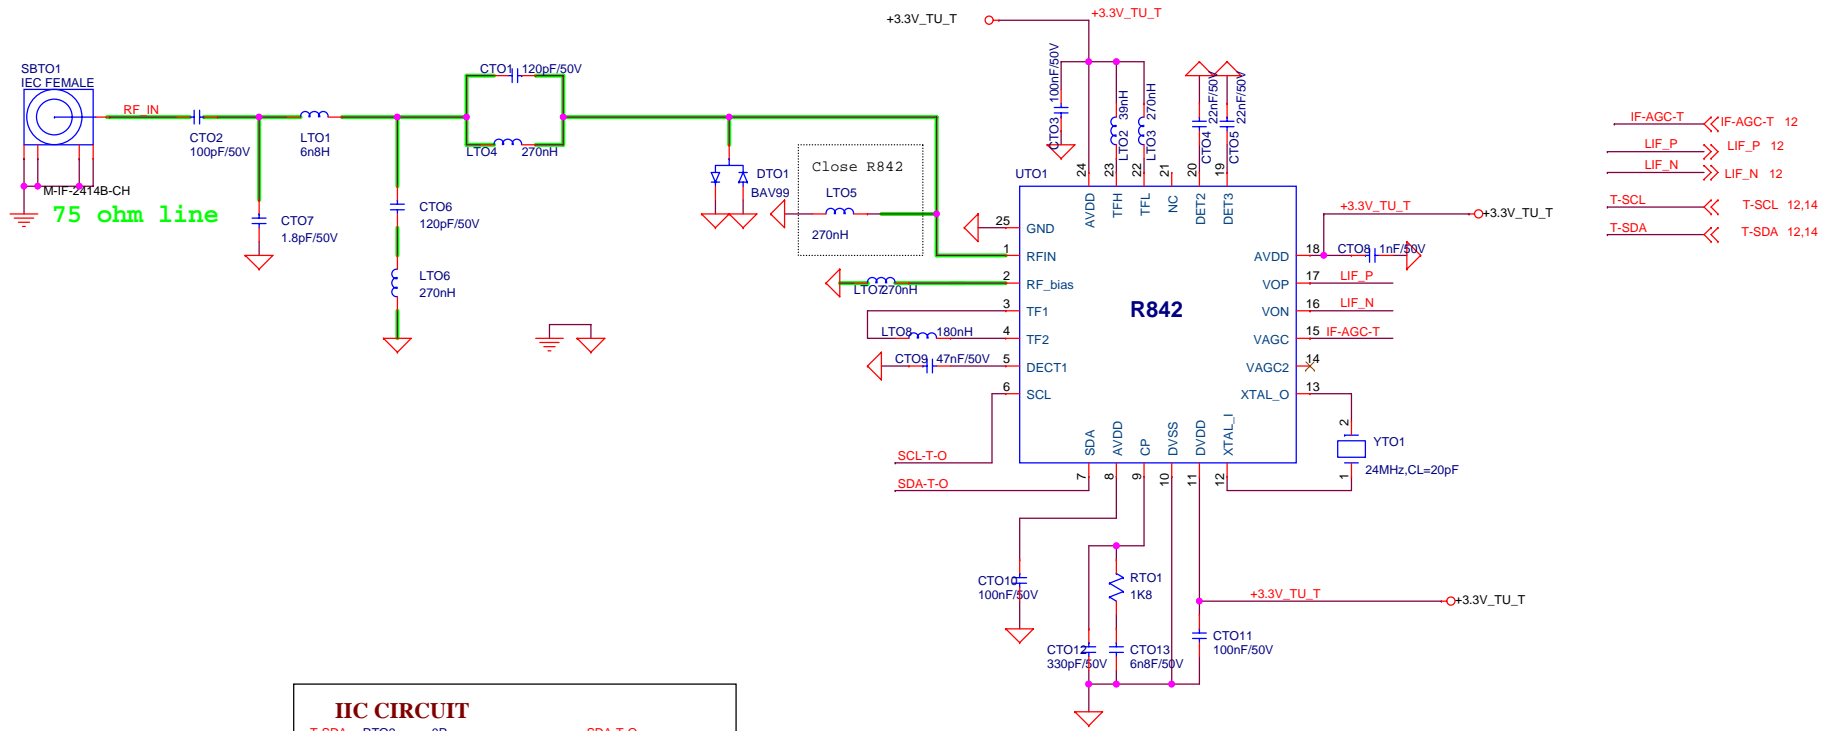 +3.3V_TU_T
+3.3V_TU_T
SBTO1
IEC FEMALE
RF_IN
M-IF-2414B-CH
75 ohm line
CTO2
100pF/50V
CTO7
1.8pF/50V
LTO1
6n8H
CTO6
120pF/50V
LTO6
270nH
CTO1
120pF/50V
LTO4
270nH
DTO1
BAV99
Close R842
LTO5
270nH
LTO7
270nH
LTO8
180nH
CTO9
47nF/50V
CTO3
100nF/50V
LTO2
39nH
LTO3
270nH
CTO4
22nF/50V
CTO5
22nF/50V
UTO1
R842
24
23
22
21
20
19
AVDD
TFH
TFL
NC
DET2
DET3
25
GND
1
RFIN
2
RF_bias
3
TF1
4
TF2
5
DECT1
6
SCL
18
AVDD
17
VOP
16
VON
15
VAGC
14
VAGC2
13
XTAL_O
SDA
AVDD
CP
DVSS
DVDD
XTAL_I
7
8
9
10
11
12
+3.3V_TU_T
+3.3V_TU_T
CTO8
1nF/50V
LIF_P
LIF_N
IF-AGC-T
2
YTO1
24MHz,CL=20pF
1
SCL-T-O
SDA-T-O
CTO10
100nF/50V
RTO1
1K8
CTO12
330pF/50V
CTO13
6n8F/50V
+3.3V_TU_T
+3.3V_TU_T
CTO11
100nF/50V
IF-AGC-T
IF-AGC-T 12
LIF_P
LIF_P 12
LIF_N
LIF_N 12
T-SCL
T-SCL 12,14
T-SDA
T-SDA 12,14
IIC CIRCUIT